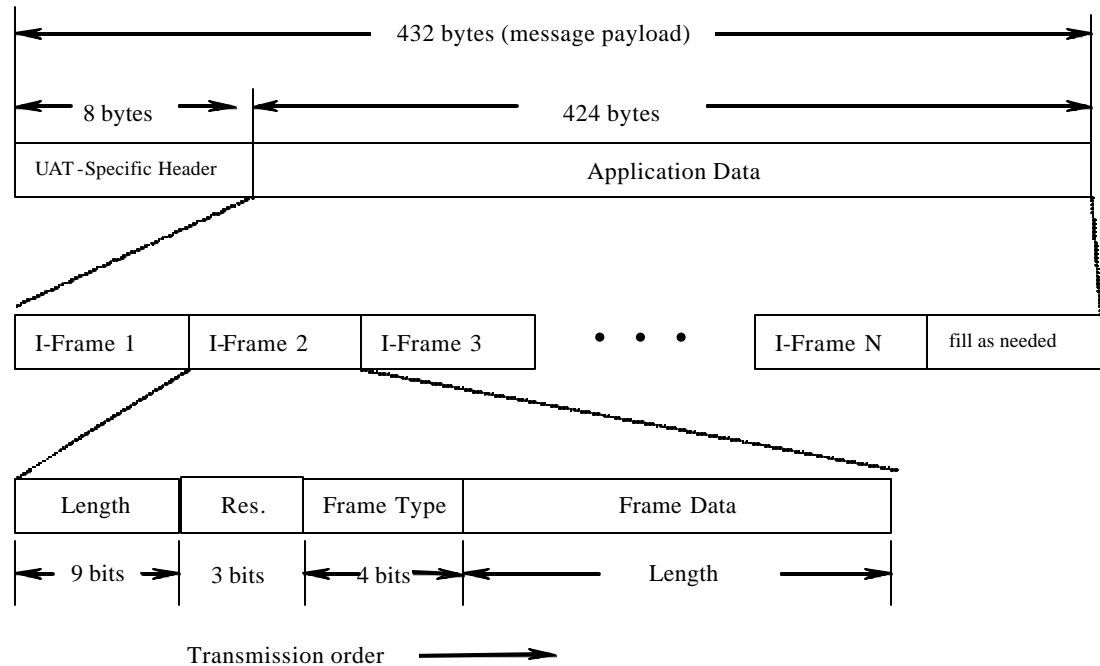 432 bytes (message payload)
8 bytes
424 bytes
UAT-Specific Header
Application Data
I-Frame 1
I-Frame 2
I-Frame 3
• • •
I-Frame N
fill as needed
Length
Res.
Frame Type
Frame Data
9 bits
3 bits
4 bits
Length
Transmission order